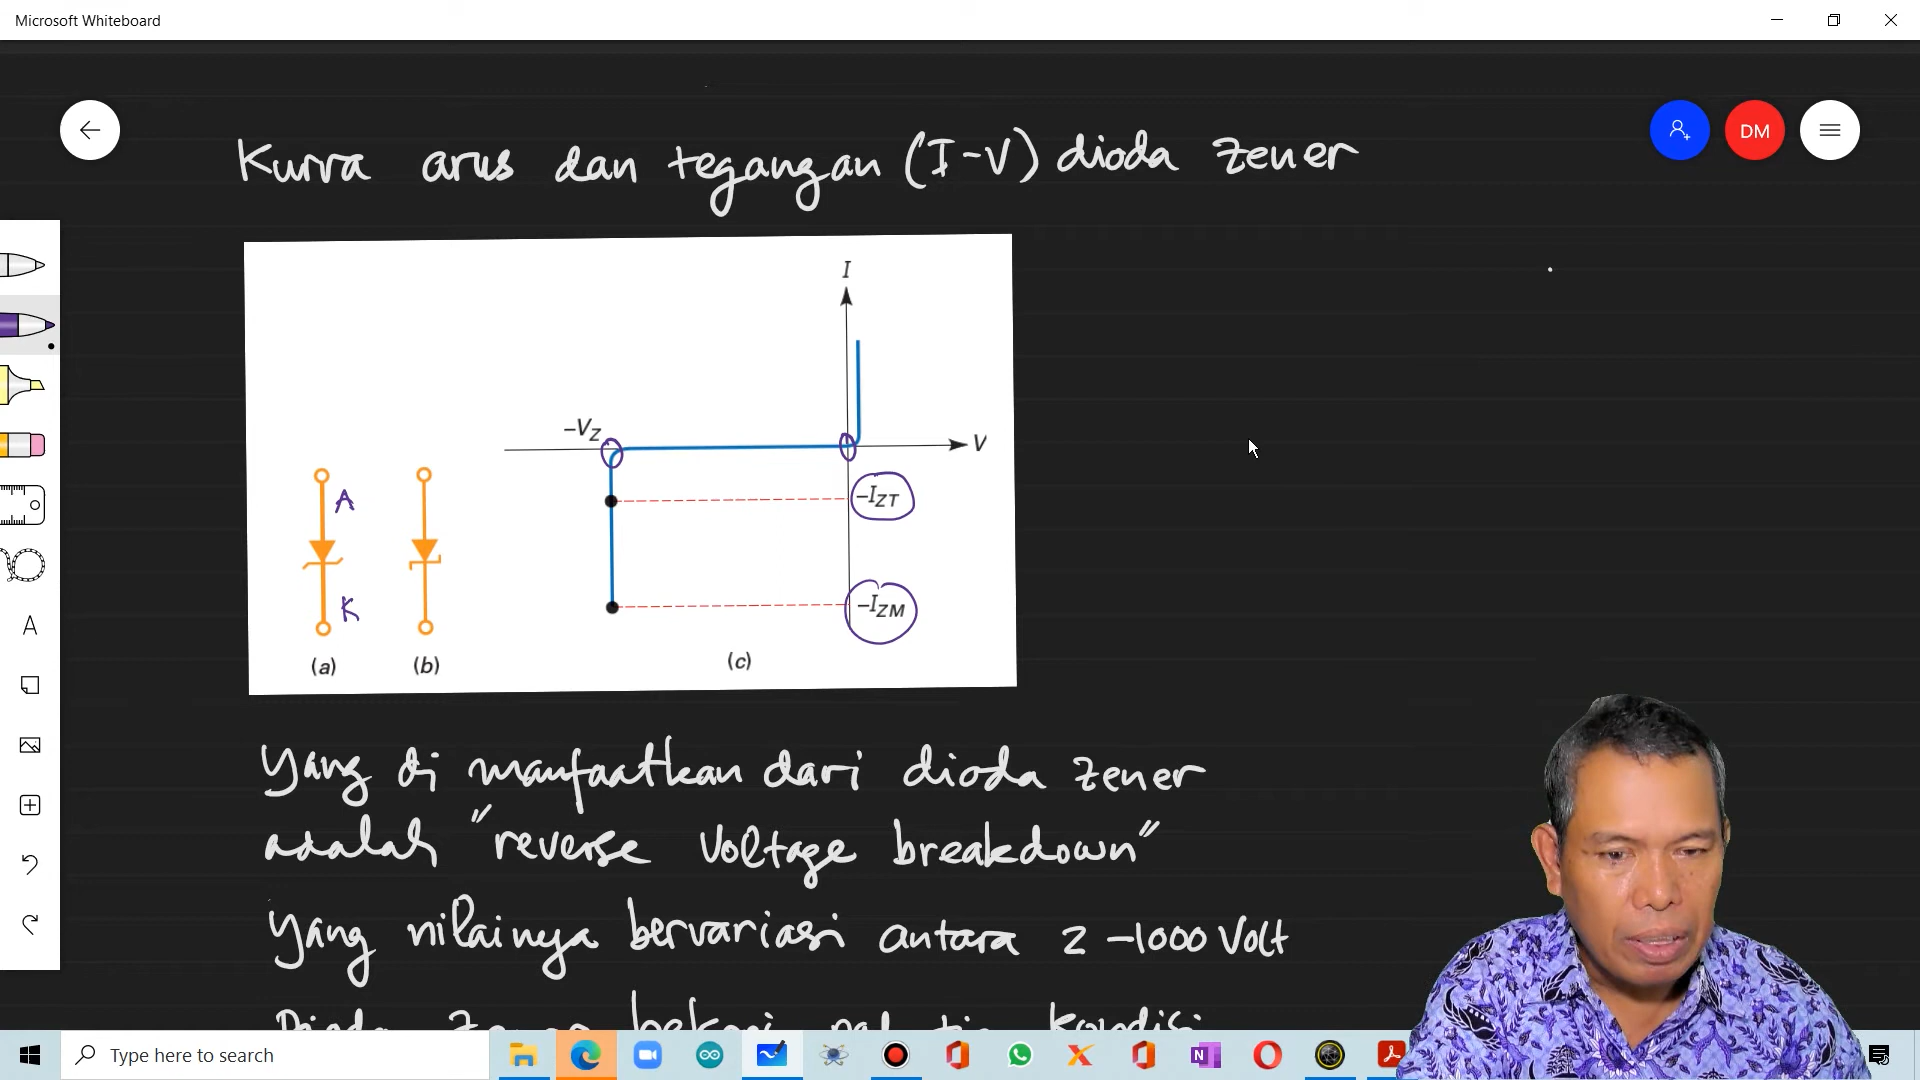 Microsoft Whiteboard
DM
Kurva arus dan tegangan (I-V) dioda zener
I
-VZ
V
A
-IZT
K
-IZM
(a)
(b)
(c)
A
Yang di manfaatkan dari dioda zener
adalah "reverse Voltage breakdown"
Yang nilainya bervariasi antara 2 -1000 Volt
kondisi
Type here to search
N